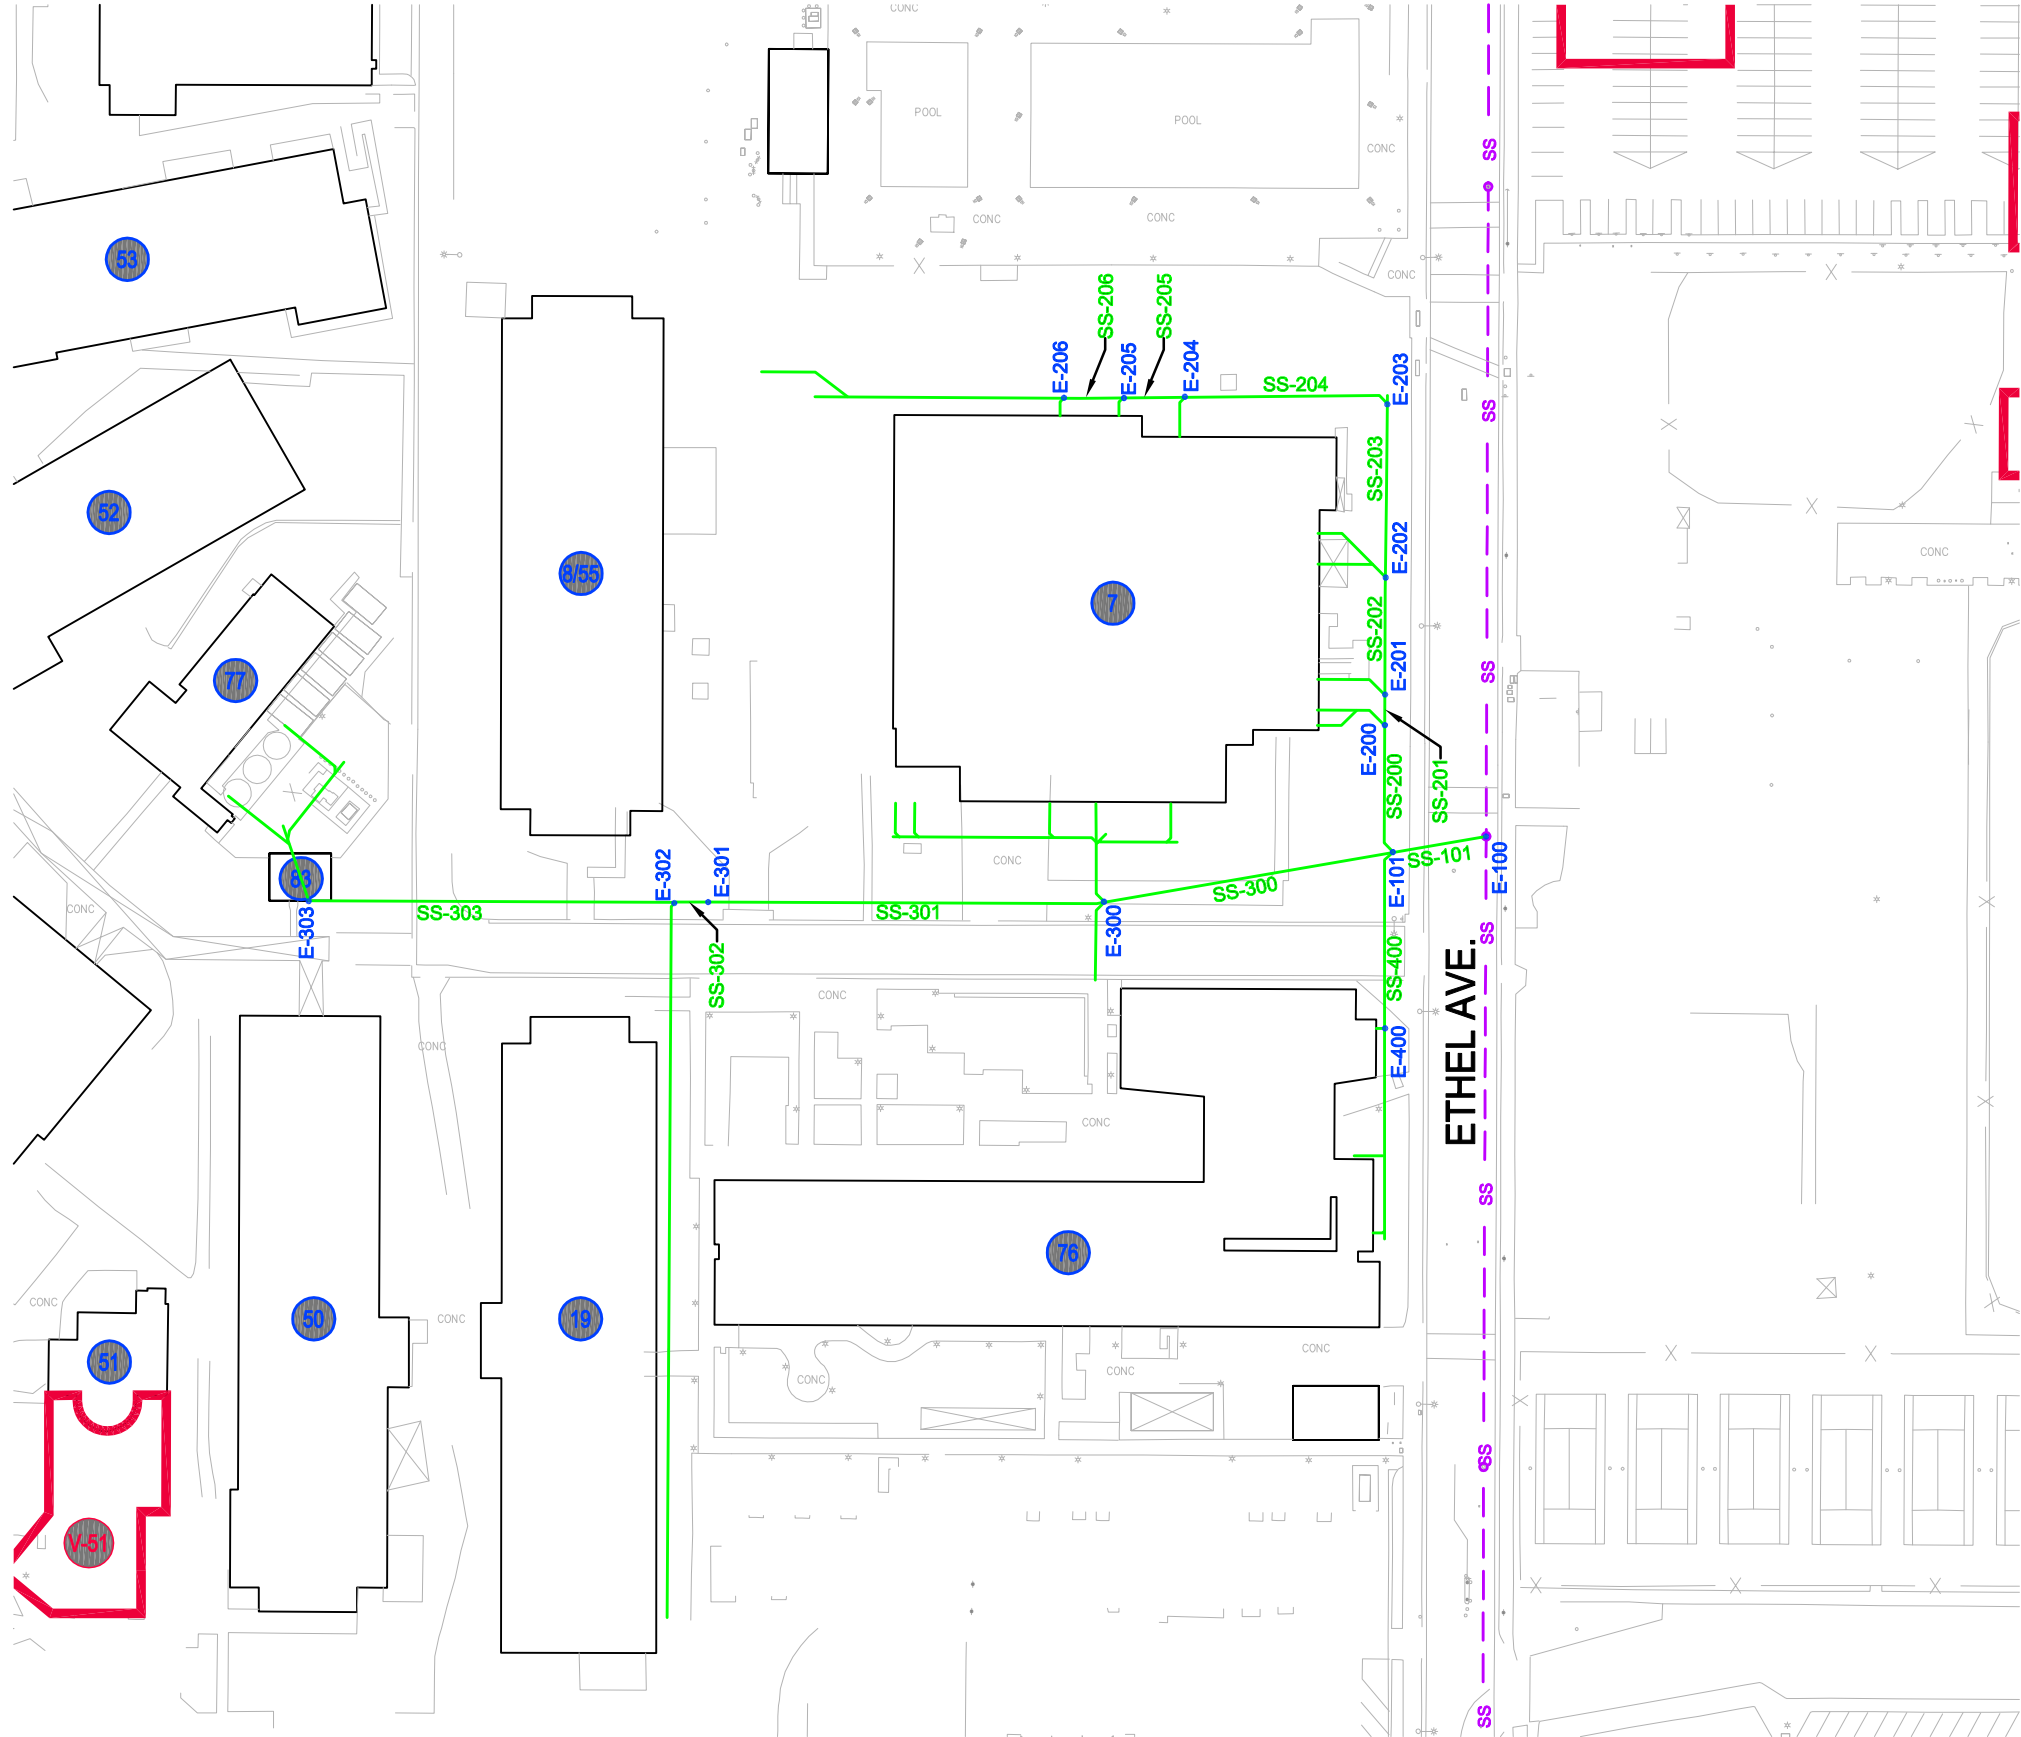 CONC
POOL
POOL
SS
CONC
CONC
CONC
53
CONC
SS-206
SS-205
E-206
E-205
E-204
E-203
SS-204
SS
SS-203
52
E-202
CONC
8/55
7
SS-202
E-201
77
SS
E-200
SS-200
SS-201
SS-101
E-100
CONC
83
E-302
E-301
E-101
SS-300
CONC
SS-303
SS-301
E-303
E-300
SS
SS-302
SS-400
CONC
ETHEL AVE.
CONC
E-400
CONC
SS
76
CONC
50
CONC
19
CONC
51
CONC
CONC
SS
V-51
SS